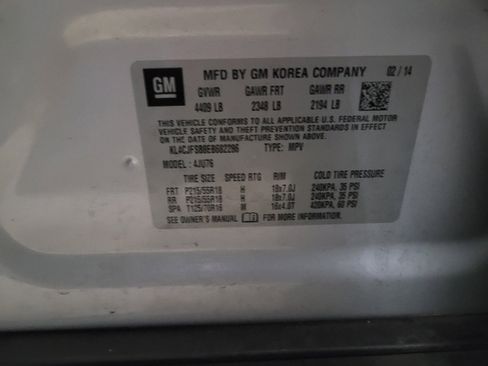 GM
MFD BY GM KOREA COMPANY 02/14
GVWR GAWR FRT GAWR RR
4409 LB 2348 LB 2194 LB
THIS VEHICLE CONFORMS TO ALL APPLICABLE U.S. FEDERAL MOTOR
VEHICLE SAFETY AND THEFT PREVENTION STANDARDS IN EFFECT
ON THE DATE OF MANUFACTURE SHOWN ABOVE.
KL4CJFSB8EB682286 TYPE: MPV
MODEL: 4JU76
TIRE SIZE SPEED RTG RIM COLD TIRE PRESSURE
FRT P215/55R18 H 18x7.0J 240KPA, 35 PSI
RR P215/55R18 H 18x7.0J 240KPA, 35 PSI
SPA T125/70R16 M 16x4.0T 420KPA, 60 PSI
SEE OWNER'S MANUAL FOR MORE INFORMATION.